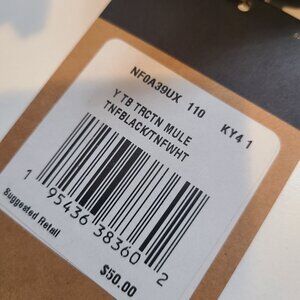 NF0A39UX 110 KY4 1
Y TB TRCTN MULE
TNFBLACK/TNFWHT
1 95436 38360 2
Suggested Retail
$50.00